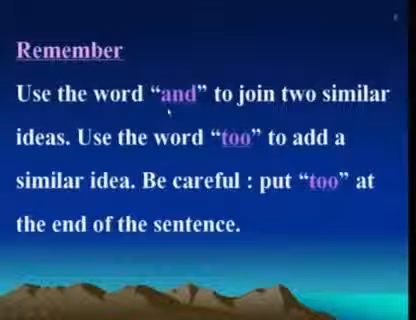 Remember
Use the word “and” to join two similar
ideas. Use the word “too” to add a
similar idea. Be careful : put “too” at
the end of the sentence.